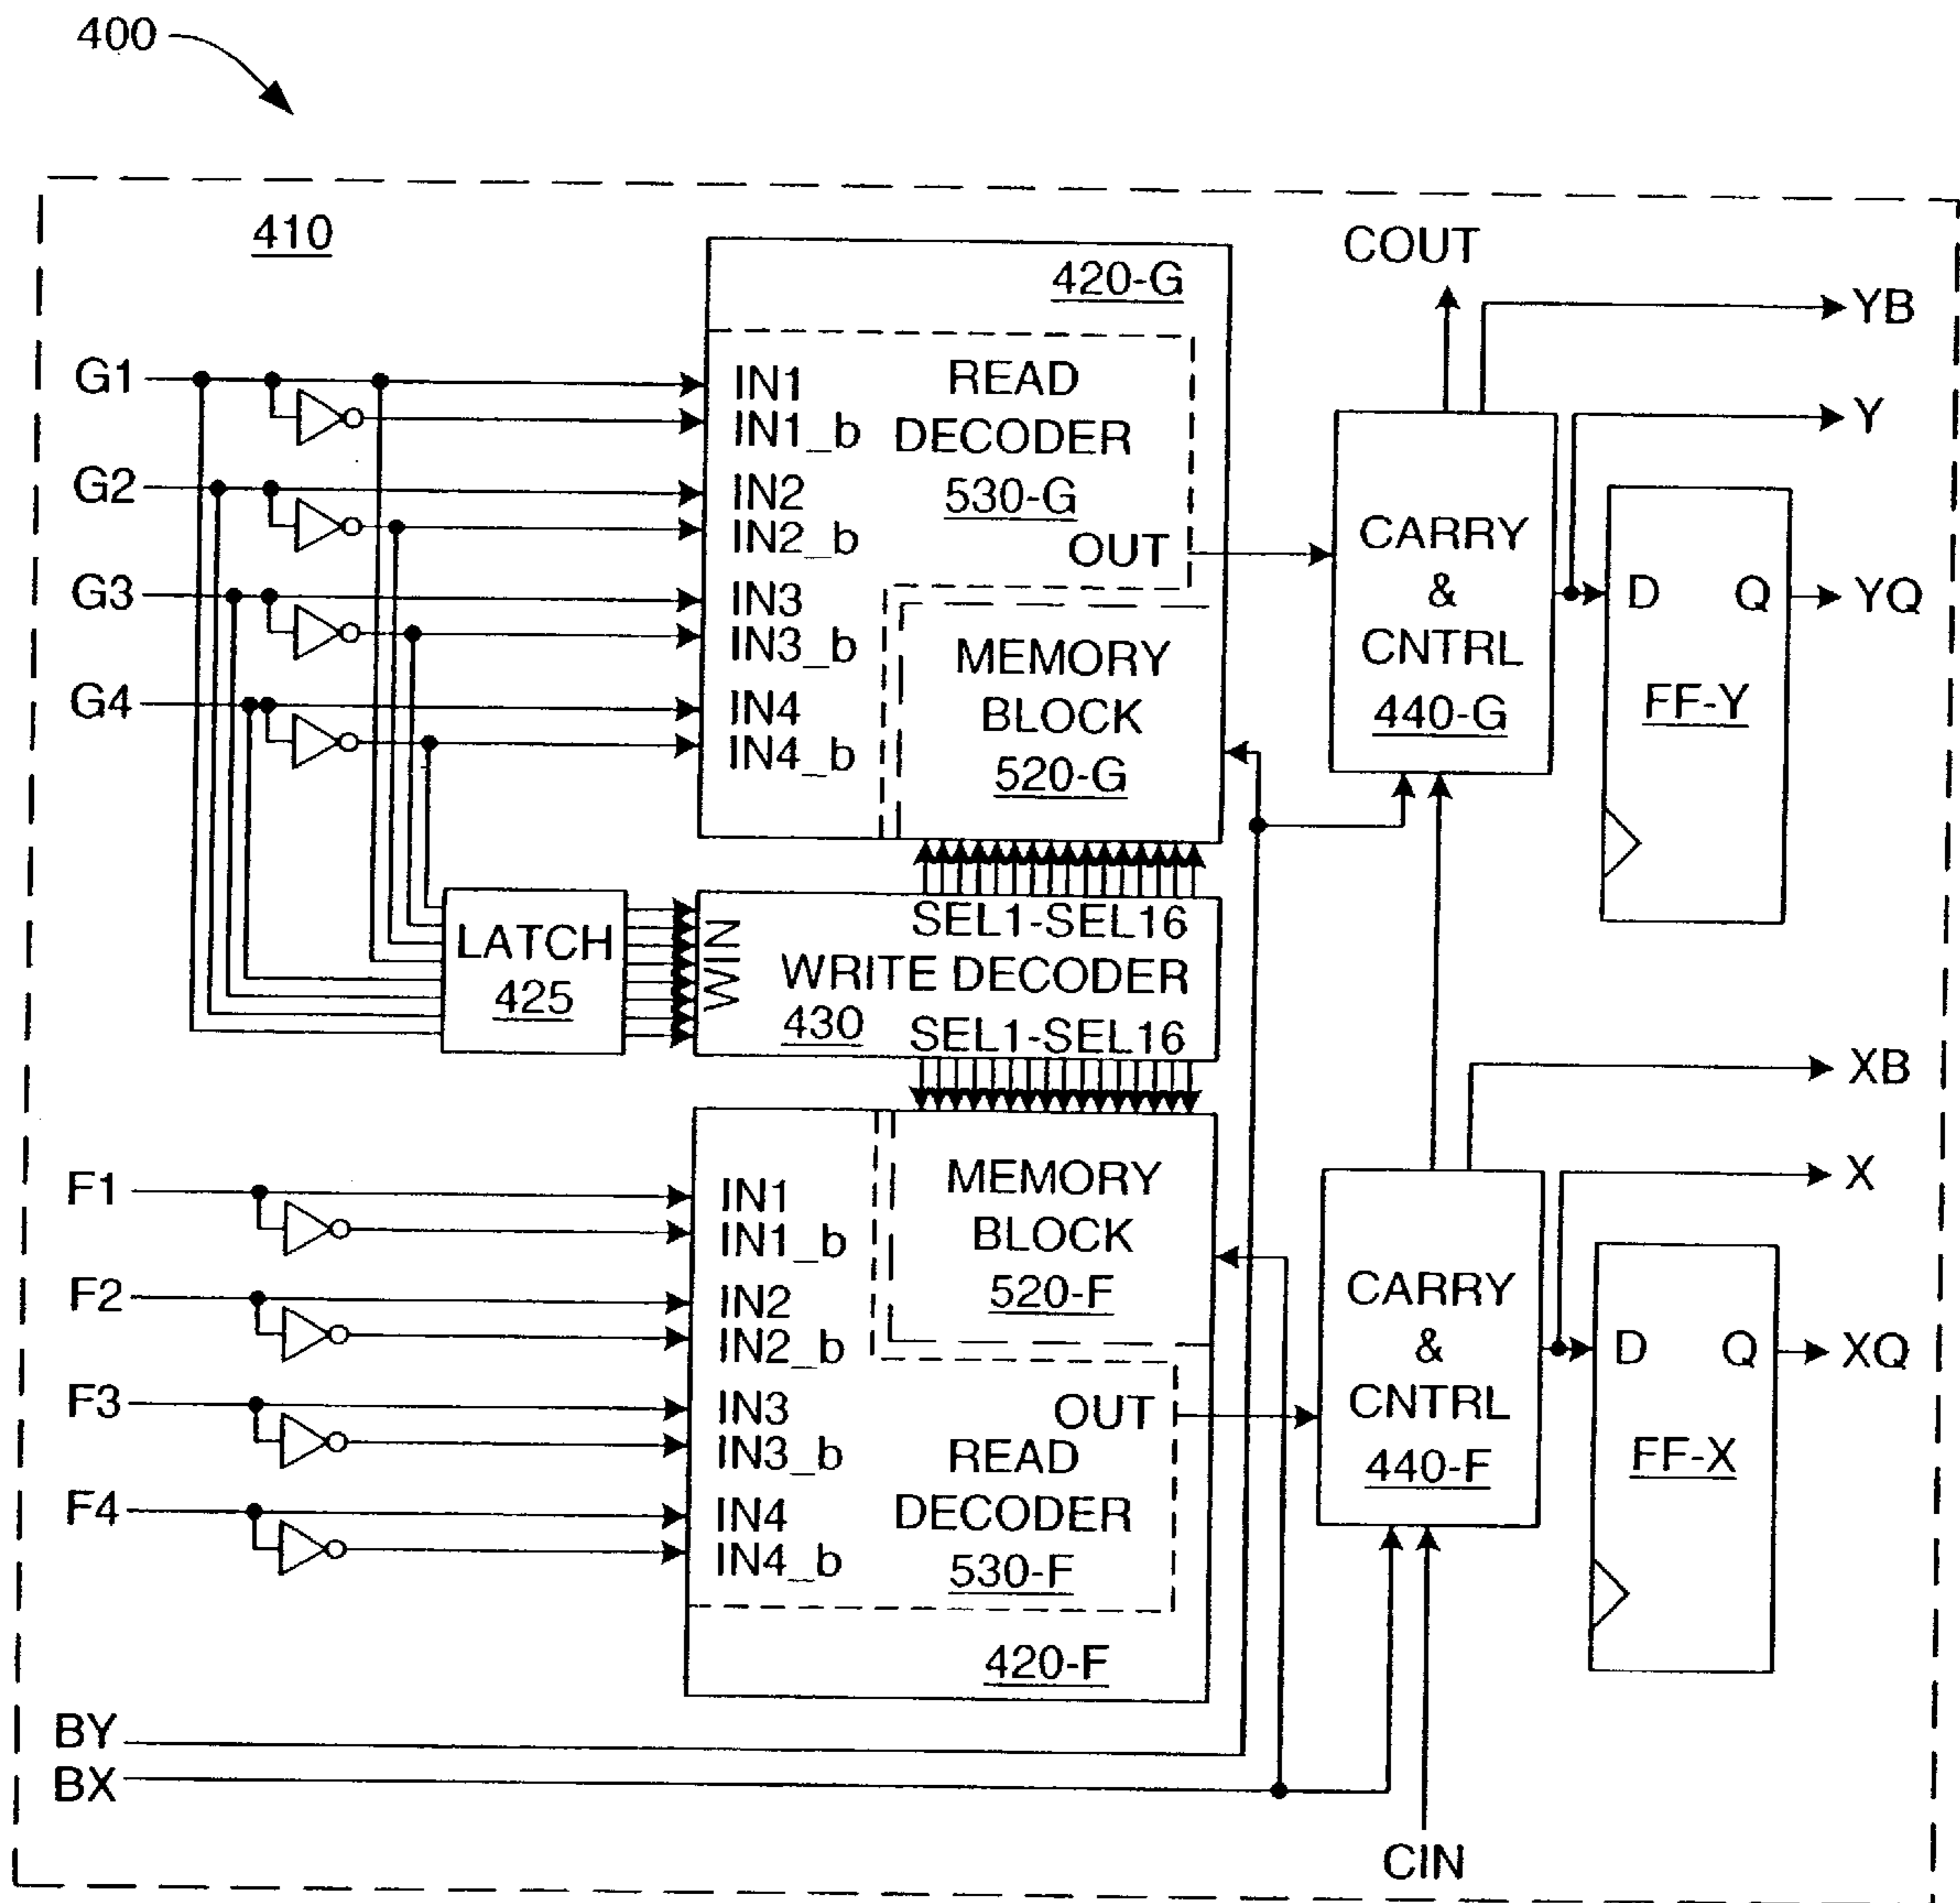 400
410
420-G
COUT
YB
G1
IN1
READ
Y
IN1_b
DECODER
G2
IN2
530-G
IN2_b
OUT
CARRY
G3
IN3
&
D
Q
YQ
IN3_b
MEMORY
CNTRL
G4
IN4
BLOCK
440-G
FF-Y
IN4_b
520-G
LATCH
425
WIN
SEL1-SEL16
WRITE DECODER
430
SEL1-SEL16
XB
F1
IN1
MEMORY
X
IN1_b
BLOCK
F2
IN2
520-F
CARRY
IN2_b
&
D
Q
XQ
F3
IN3
OUT
CNTRL
IN3_b
READ
440-F
FF-X
F4
IN4
DECODER
IN4_b
530-F
420-F
BY
BX
CIN